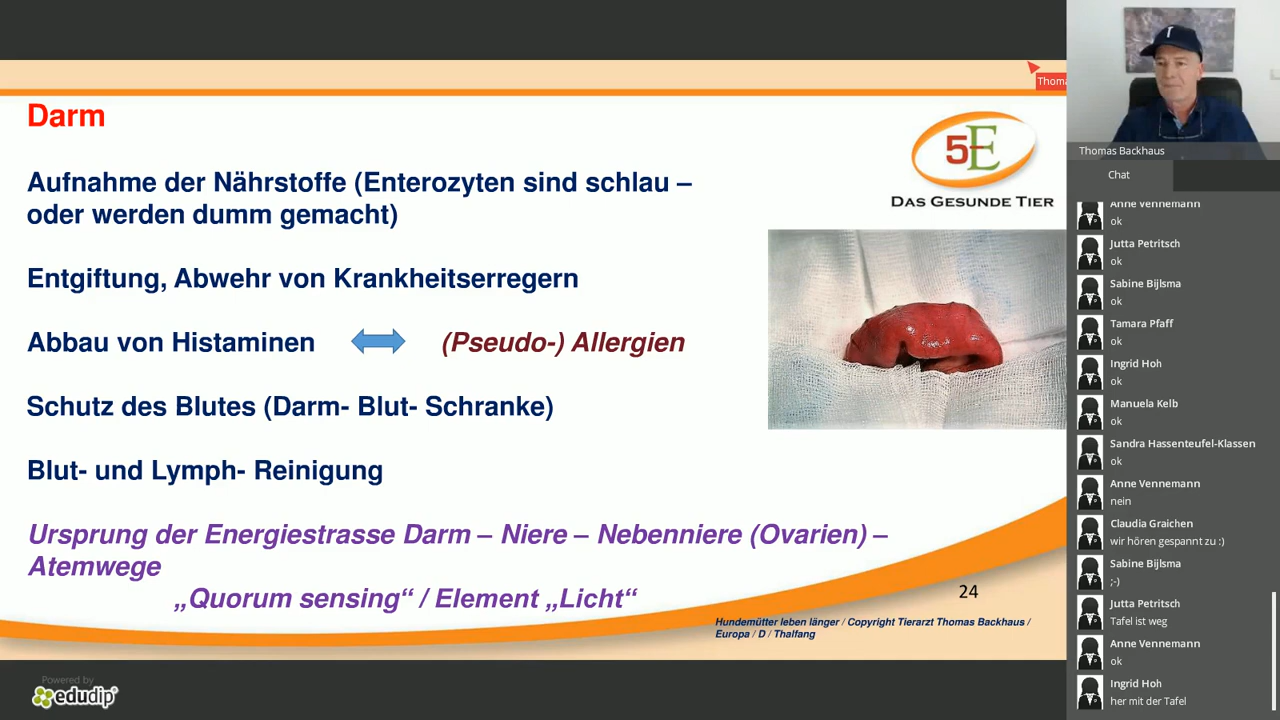 Darm
Aufnahme der Nährstoffe (Enterozyten sind schlau –
oder werden dumm gemacht)
Entgiftung, Abwehr von Krankheitserregern
Abbau von Histaminen
(Pseudo-) Allergien
Schutz des Blutes (Darm- Blut- Schranke)
Blut- und Lymph- Reinigung
Ursprung der Energiestrasse Darm – Niere – Nebenniere (Ovarien) –
Atemwege
„Quorum sensing“ / Element „Licht“
24
Hundemütter leben länger / Copyright Tierarzt Thomas Backhaus /
Europa / D / Thalfang
5E
DAS GESUNDE TIER
Thoma
Powered by
edudip
Thomas Backhaus
Chat
Anne Vennemann
ok
Jutta Petritsch
ok
Sabine Bijlsma
ok
Tamara Pfaff
ok
Ingrid Hoh
ok
Manuela Kelb
ok
Sandra Hassenteufel-Klassen
ok
Anne Vennemann
nein
Claudia Graichen
wir hören gespannt zu :)
Sabine Bijlsma
;-)
Jutta Petritsch
Tafel ist weg
Anne Vennemann
ok
Ingrid Hoh
her mit der Tafel